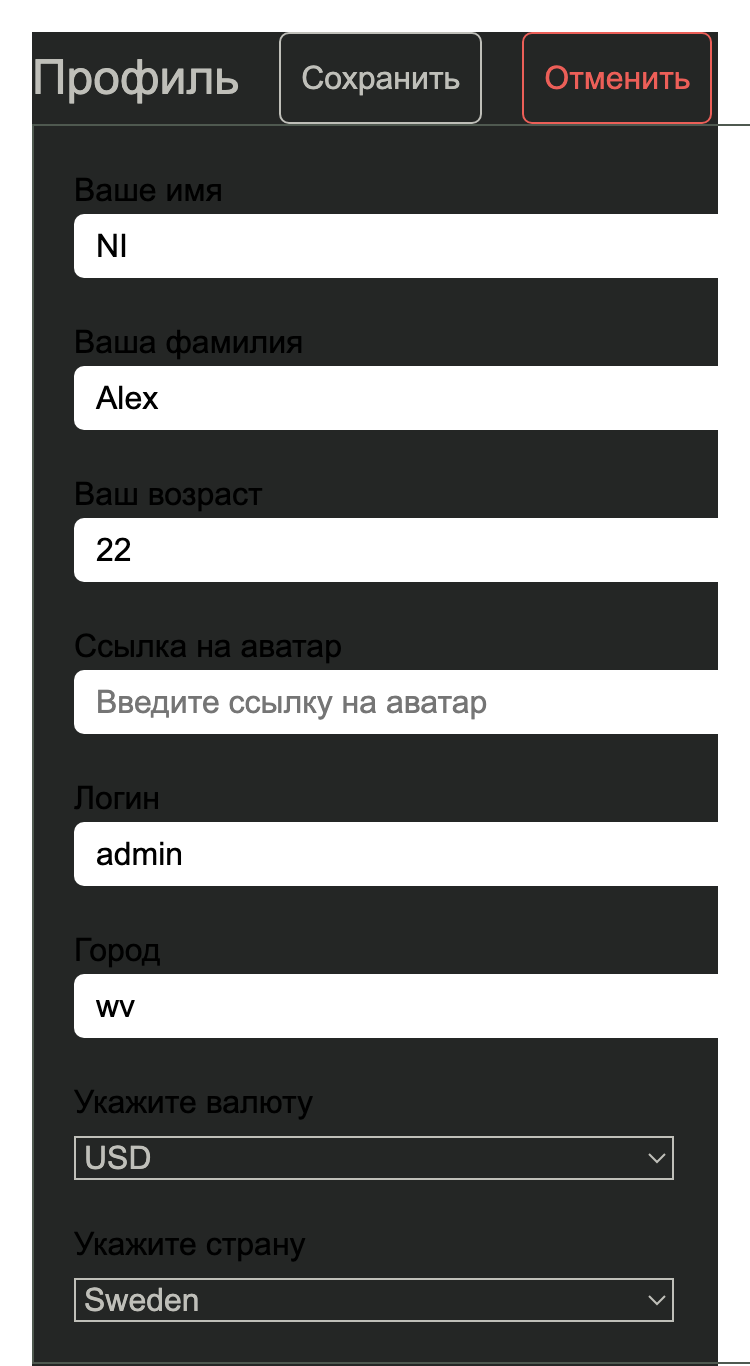 Профиль
Сохранить
Отменить
Ваше имя
NI
Ваша фамилия
Alex
Ваш возраст
22
Ссылка на аватар
Введите ссылку на аватар
Логин
admin
Город
wv
Укажите валюту
USD
Укажите страну
Sweden